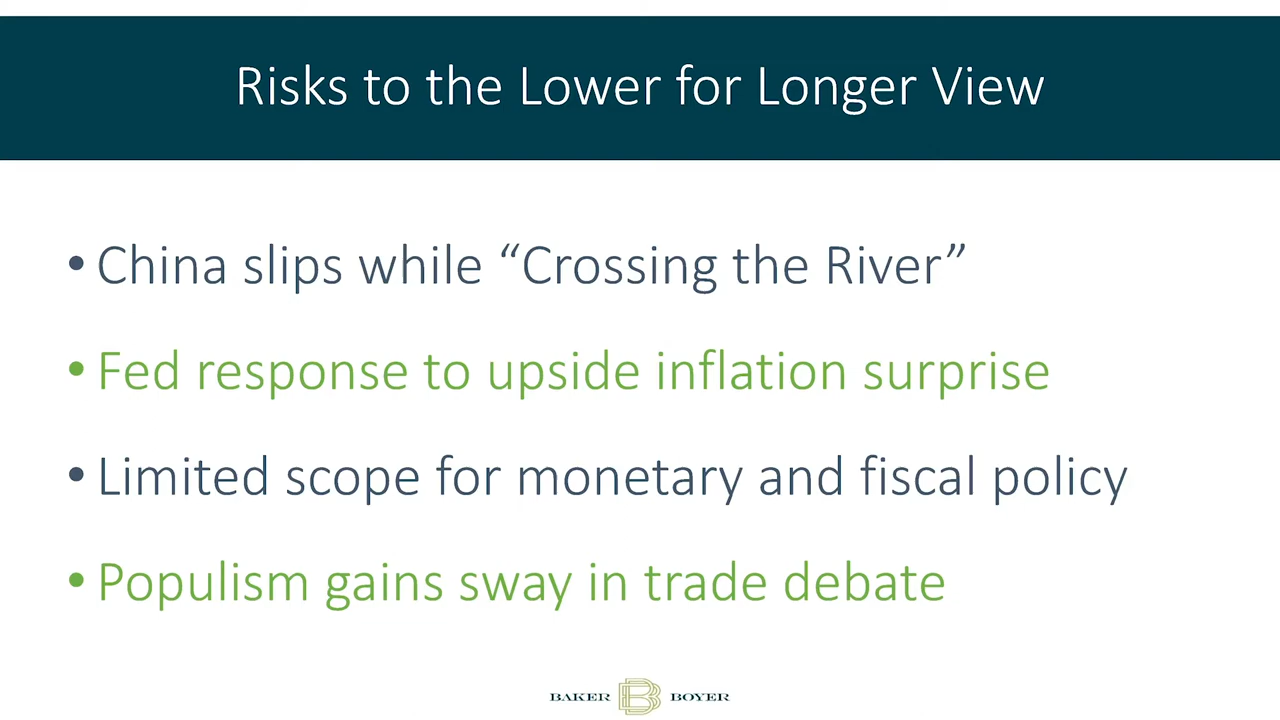 Risks to the Lower for Longer View
• China slips while “Crossing the River”
• Fed response to upside inflation surprise
• Limited scope for monetary and fiscal policy
• Populism gains sway in trade debate
BAKER BOYER